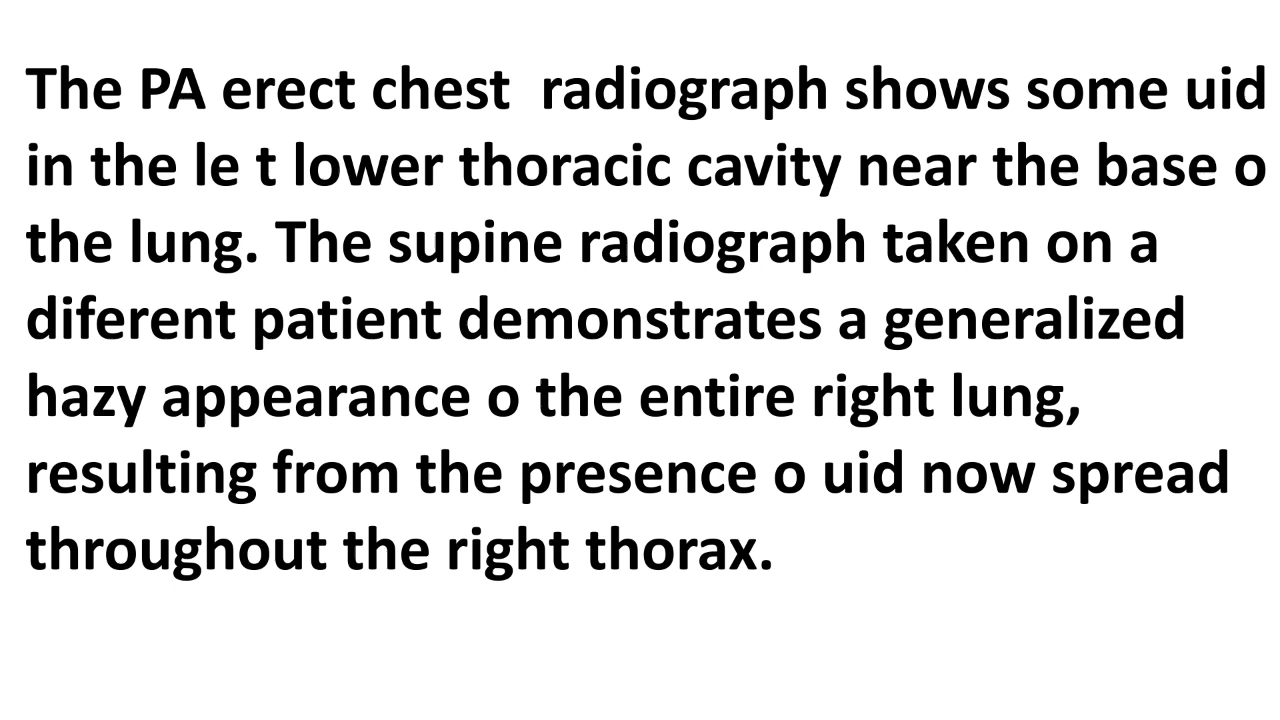 The PA erect chest  radiograph shows some uid
in the le t lower thoracic cavity near the base o
the lung. The supine radiograph taken on a
diferent patient demonstrates a generalized
hazy appearance o the entire right lung,
resulting from the presence o uid now spread
throughout the right thorax.